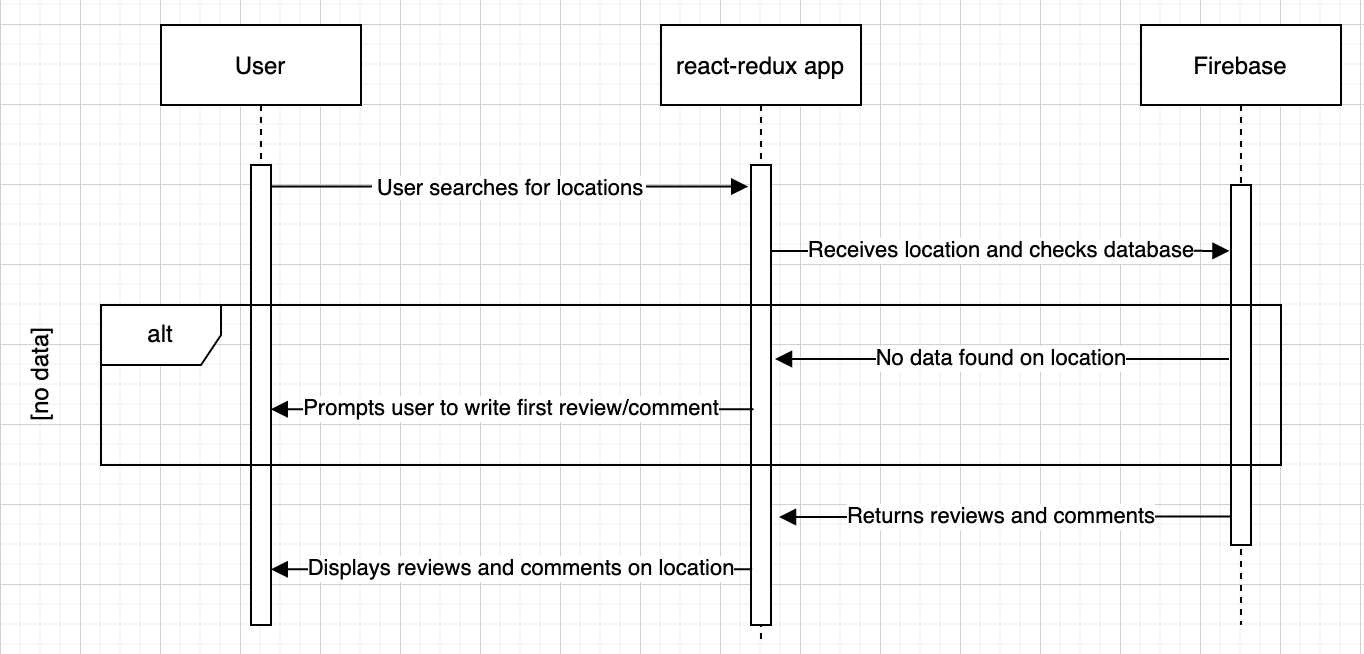 User
react-redux app
Firebase
User searches for locations
Receives location and checks database
alt
[no data]
No data found on location
Prompts user to write first review/comment
Returns reviews and comments
Displays reviews and comments on location